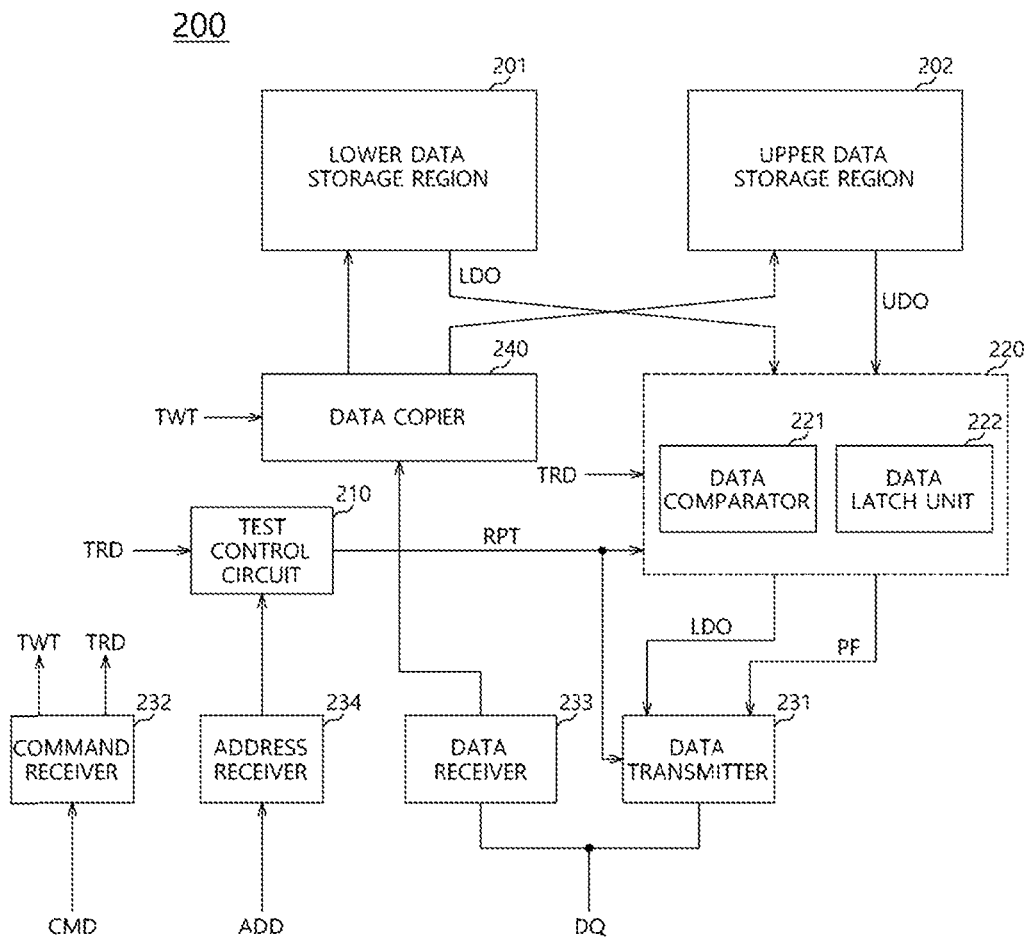 200
201
202
LOWER DATA
STORAGE REGION
UPPER DATA
STORAGE REGION
LDO
UDO
240
220
TWT
DATA COPIER
221
222
TRD
DATA
COMPARATOR
DATA
LATCH UNIT
210
TRD
TEST
CONTROL
CIRCUIT
RPT
TWT
TRD
LDO
PF
232
234
233
231
COMMAND
RECEIVER
ADDRESS
RECEIVER
DATA
RECEIVER
DATA
TRANSMITTER
CMD
ADD
DQ